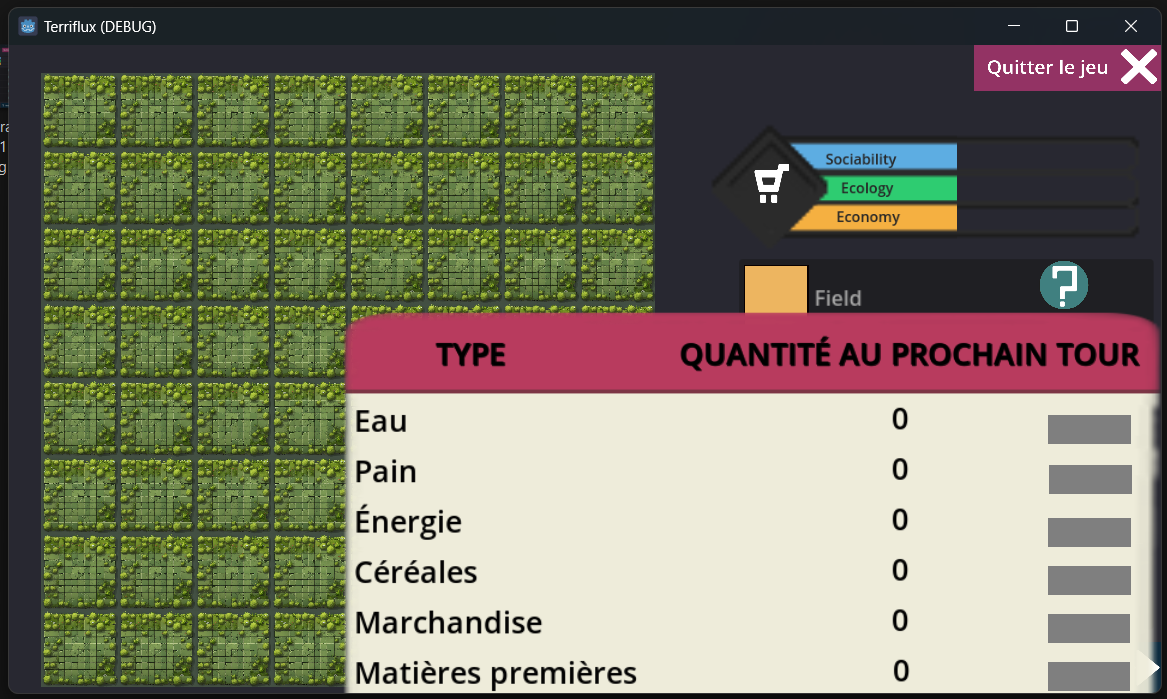 Terriflux (DEBUG)
Quitter le jeu
Sociability
Ecology
Economy
Field
?
TYPE QUANTITÉ AU PROCHAIN TOUR
Eau 0
Pain 0
Énergie 0
Céréales 0
Marchandise 0
Matières premières 0